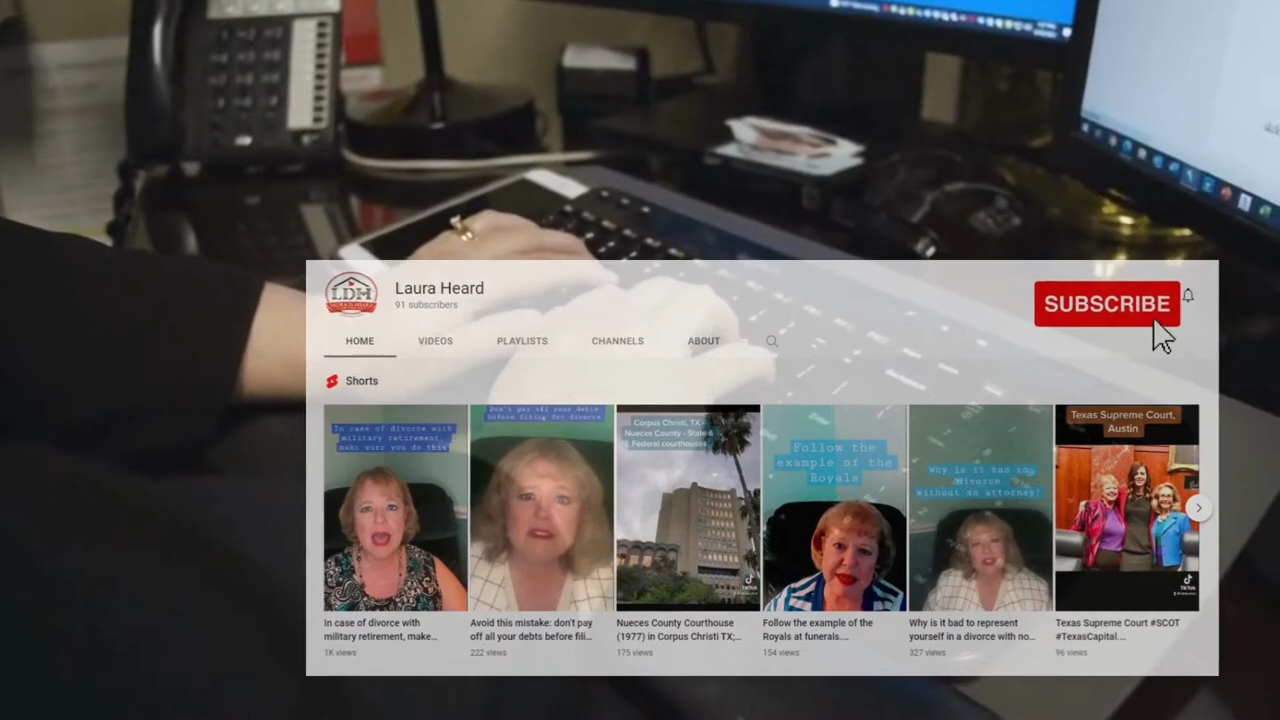 LDM
Laura Heard
91 subscribers
SUBSCRIBE
HOME
VIDEOS
PLAYLISTS
CHANNELS
ABOUT
Shorts
In case of divorce with
military retirement,
make sure you do this
Don't pay off your debts
before filing for divorce
Corpus Christi, TX -
Nueces County - State &
Federal courthouses
TikTok
Follow the
example of the
Royals
Why is it bad to
divorce
without an attorney?
Texas Supreme Court,
Austin
TikTok
In case of divorce with
military retirement, make...
1K views
Avoid this mistake: don't pay
off all your debts before fili...
222 views
Nueces County Courthouse
(1977) in Corpus Christi TX;...
175 views
Follow the example of the
Royals at funerals....
154 views
Why is it bad to represent
yourself in a divorce with no...
327 views
Texas Supreme Court #SCOT
#TexasCapital....
96 views